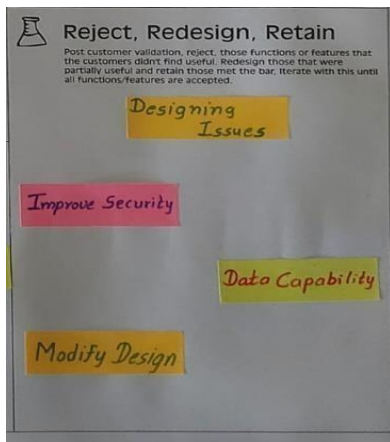 Reject, Redesign, Retain
Post customer validation, reject, those functions or features that
the customers didnt find useful. Redesign those that were
partially useful and retain those met the bar, Iterate with this until
all functions/features are accepted.
Designing
Issues
Improve Security
Data Capability
Modify Design